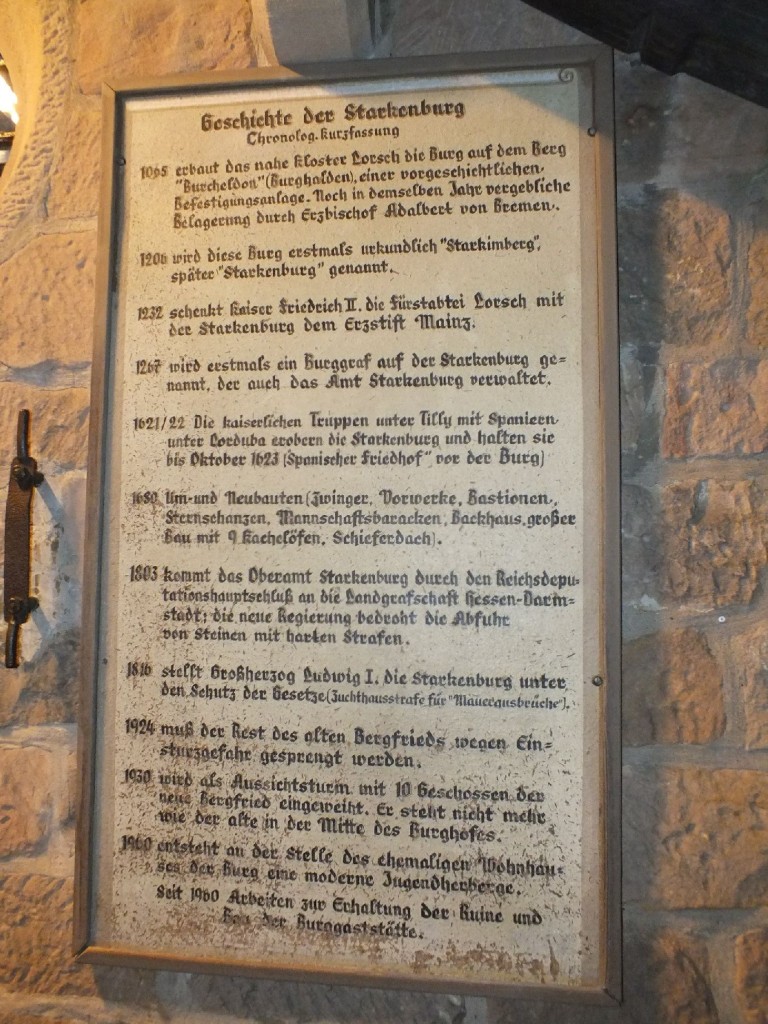 Geschichte der Starkenburg
Chronolog. Kurzfassung
1065 erbaut das nahe Kloster Lorsch die Burg auf dem Berg
"Burcheldon" (Burghalden), einer vorgeschichtlichen
Befestigungsanlage. Noch in demselben Jahr vergebliche
Belagerung durch Erzbischof Adalbert von Bremen.
1206 wird diese Burg erstmals urkundlich "Starkimberg",
später "Starkenburg" genannt.
1232 schenkt Kaiser Friedrich II. die Fürstabtei Lorsch mit
der Starkenburg dem Erzstift Mainz.
1267 wird erstmals ein Burggraf auf der Starkenburg ge=
nannt, der auch das Amt Starkenburg verwaltet.
1621/22 Die kaiserlichen Truppen unter Tilly mit Spaniern
unter Corduba erobern die Starkenburg und halten sie
bis Oktober 1623 (Spanischer Friedhof" vor der Burg)
1680 Um-und Neubauten (Zwinger, Vorwerke, Bastionen,
Sternschanzen, Mannschaftsbaracken, Backhaus, großer
Bau mit 9 Kachelöfen, Schieferdach).
1803 kommt das Oberamt Starkenburg durch den Reichsdepu-
tationshauptschluß an die Landgrafschaft Hessen-Darm=
stadt; die neue Regierung bedroht die Abfuhr
von Steinen mit harten Strafen.
1816 stellt Großherzog Ludwig I. die Starkenburg unter
den Schutz der Gesetze (Zuchthausstrafe für "Mauerausbrüche").
1924 muß der Rest des alten Bergfrieds wegen Ein=
sturzgefahr gesprengt werden.
1930 wird als Aussichtsturm mit 10 Geschossen der
neue Bergfried eingeweiht. Er steht nicht mehr
wie der alte in der Mitte des Burghofes.
1960 entsteht an der Stelle des ehemaligen Wohnhau=
ses der Burg eine moderne Jugendherberge.
Seit 1960 Arbeiten zur Erhaltung der Ruine und
Bau der Burggaststätte.